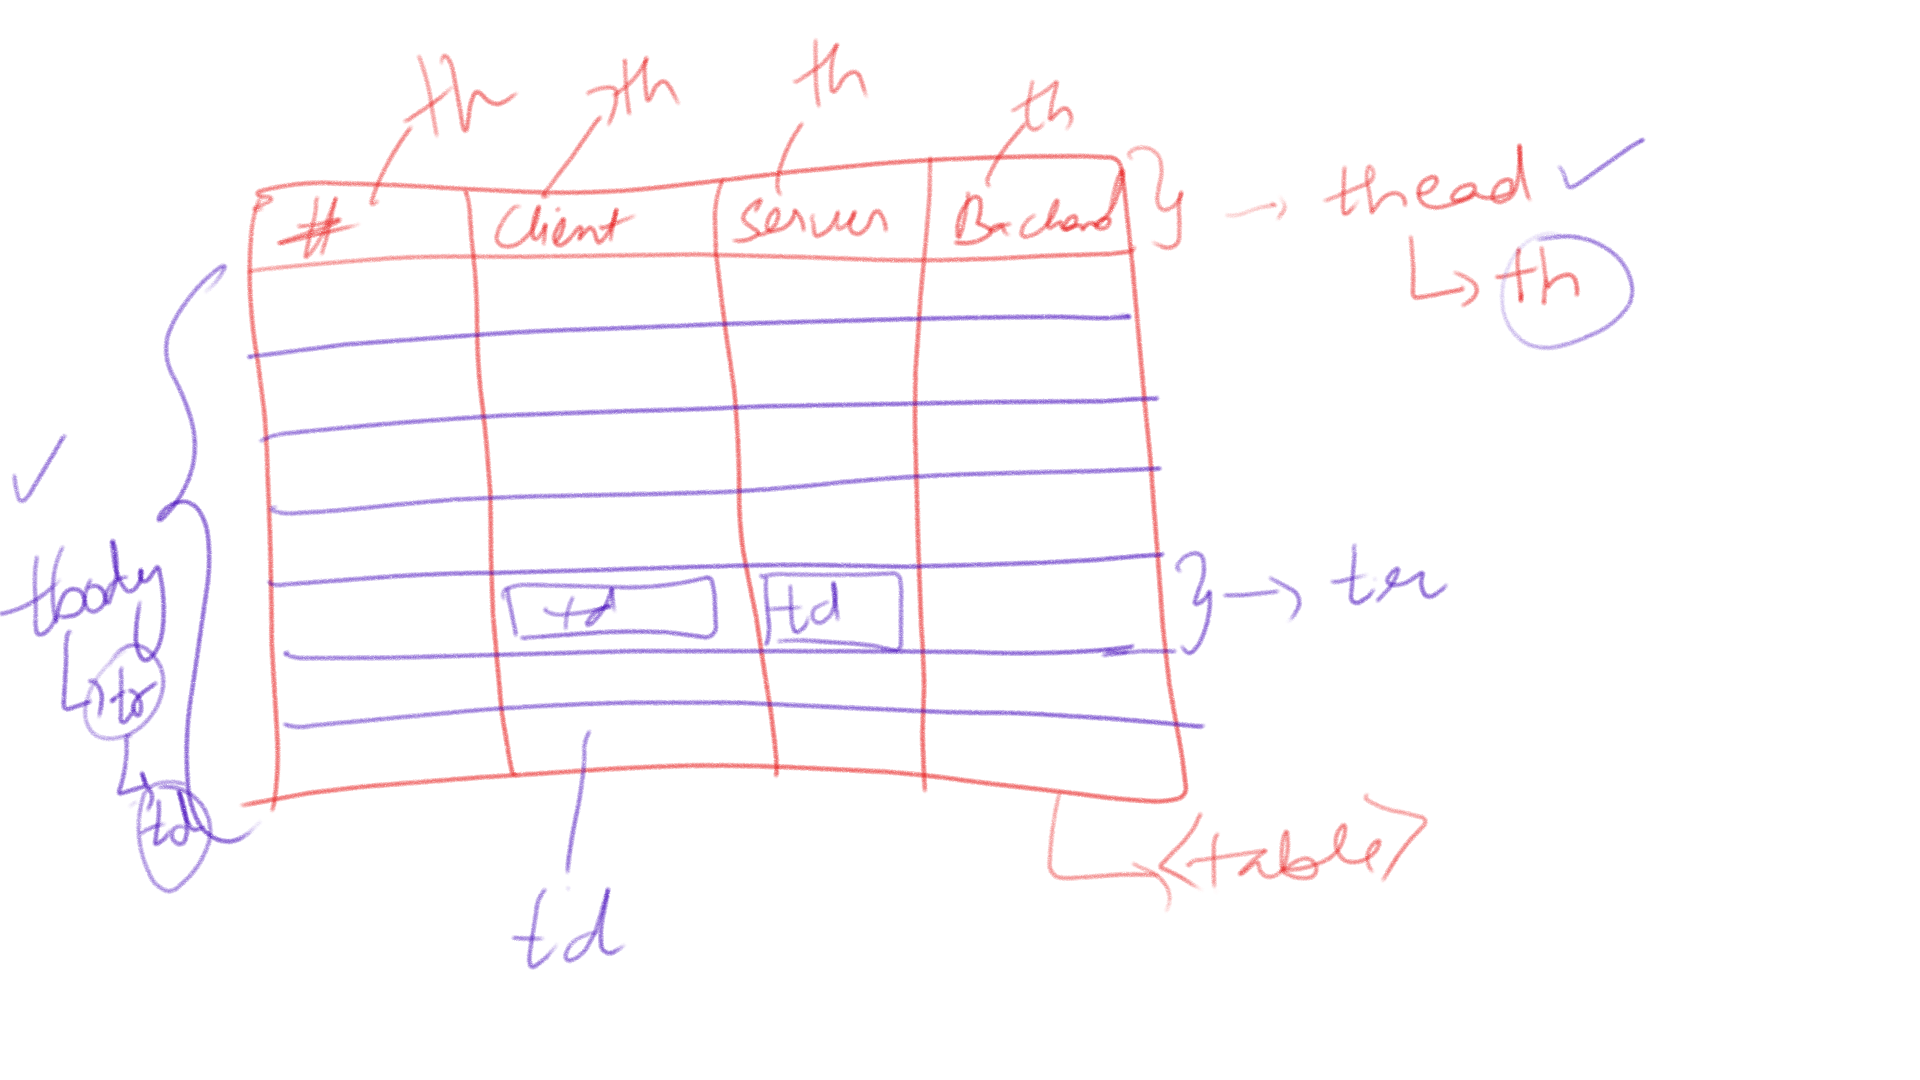 th th th th
# Client Server Backend } → thead ✓
↳ th
✓
tbody
td td } → tr
↳ tr
↳ td
<table>
td